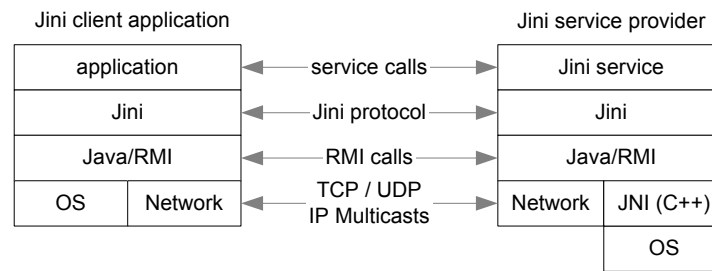 Jini client application
Jini service provider
application
service calls
Jini service
Jini
Jini protocol
Jini
Java/RMI
RMI calls
Java/RMI
OS
Network
TCP / UDP
IP Multicasts
Network
JNI (C++)
OS